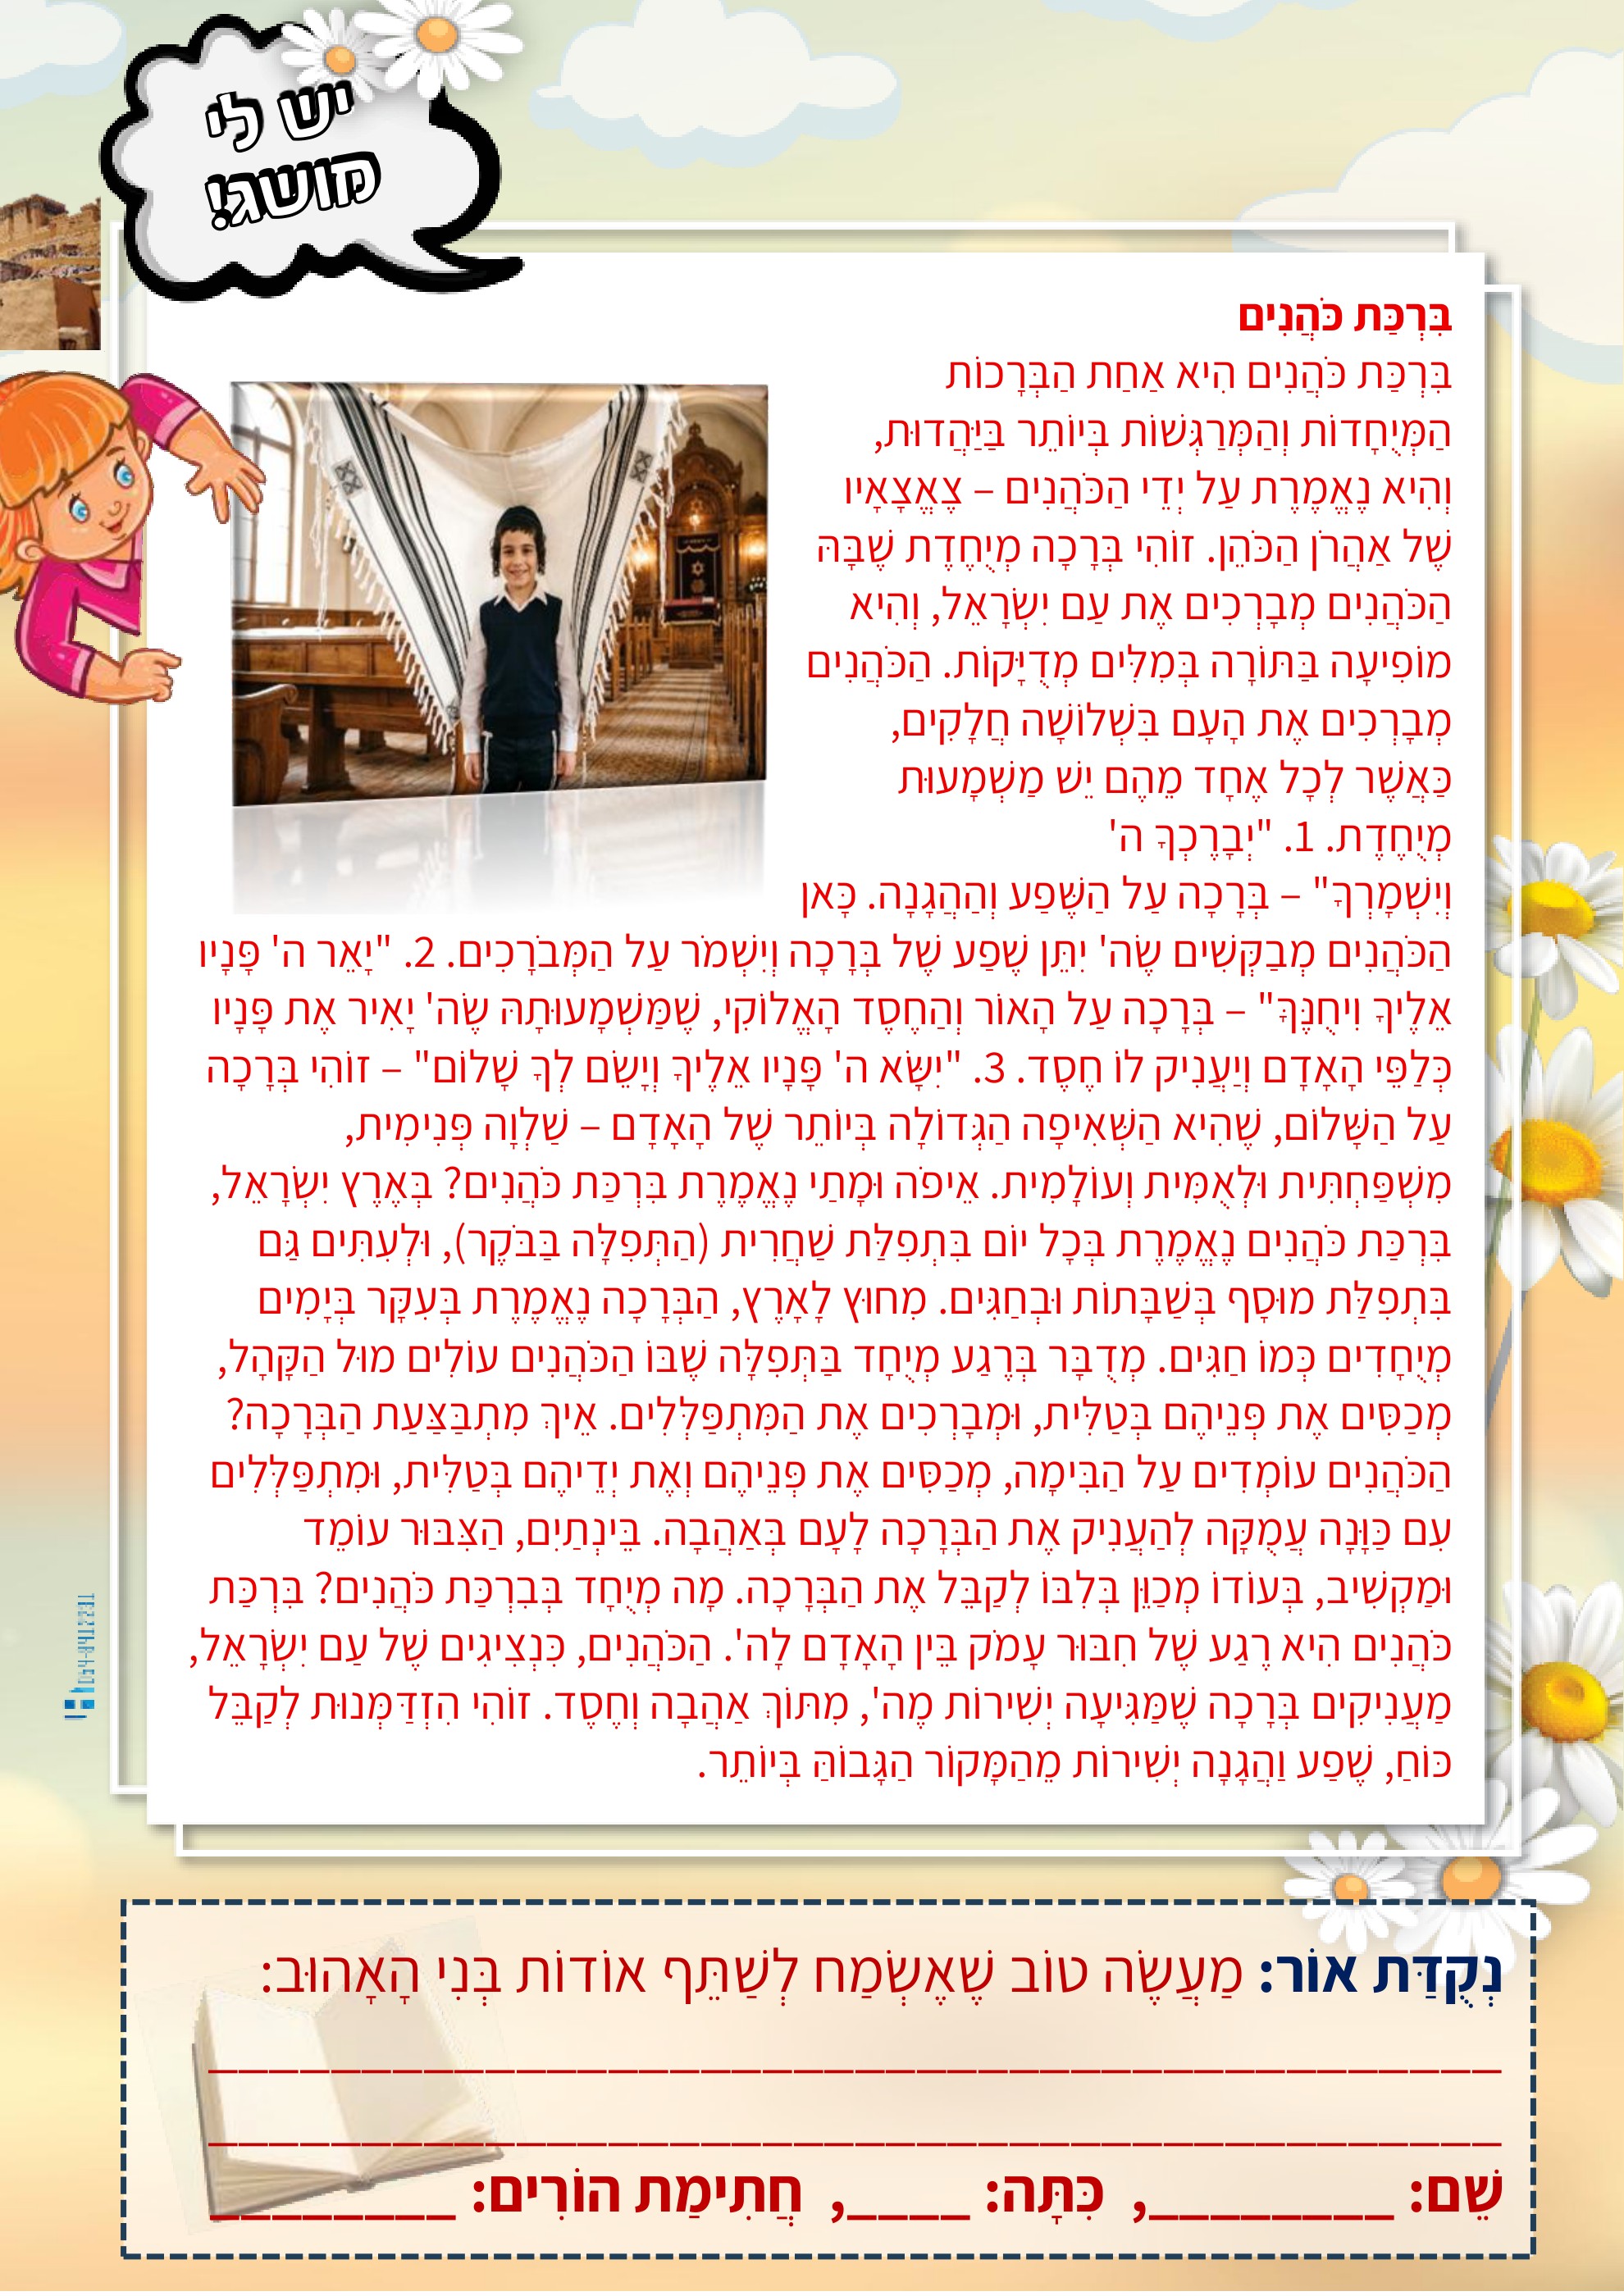 יש לי
מושג!
בִּרְכַּת כֹּהֲנִים
בִּרְכַּת כֹּהֲנִים הִיא אַחַת הַבְּרָכוֹת
הַמְּיֻחָדוֹת וְהַמְּרַגְּשׁוֹת בְּיוֹתֵר בַּיַּהֲדוּת,
וְהִיא נֶאֱמֶרֶת עַל יְדֵי הַכֹּהֲנִים – צֶאֱצָאָיו
שֶׁל אַהֲרֹן הַכֹּהֵן. זוֹהִי בְּרָכָה מְיֻחֶדֶת שֶׁבָּהּ
הַכֹּהֲנִים מְבָרְכִים אֶת עַם יִשְׂרָאֵל, וְהִיא
מוֹפִיעָה בַּתּוֹרָה בְּמִלִּים מְדֻיָּקוֹת. הַכֹּהֲנִים
מְבָרְכִים אֶת הָעָם בִּשְׁלוֹשָׁה חֲלָקִים,
כַּאֲשֶׁר לְכָל אֶחָד מֵהֶם יֵשׁ מַשְׁמָעוּת
מְיֻחֶדֶת. 1. "יְבָרֶכְךָ ה'
וְיִשְׁמָרְךָ" – בְּרָכָה עַל הַשֶּׁפַע וְהַהֲגָנָה. כָּאן
הַכֹּהֲנִים מְבַקְּשִׁים שֶׂה' יִתֵּן שֶׁפַע שֶׁל בְּרָכָה וְיִשְׁמֹר עַל הַמְּבֹרָכִים. 2. "יָאֵר ה' פָּנָיו
אֵלֶיךָ וִיחֻנֶּךָּ" – בְּרָכָה עַל הָאוֹר וְהַחֶסֶד הָאֱלוֹקִי, שֶׁמַּשְׁמָעוּתָהּ שֶׂה' יָאִיר אֶת פָּנָיו
כְּלַפֵּי הָאָדָם וְיַעֲנִיק לוֹ חֶסֶד. 3. "יִשָּׂא ה' פָּנָיו אֵלֶיךָ וְיָשֵׂם לְךָ שָׁלוֹם" – זוֹהִי בְּרָכָה
עַל הַשָּׁלוֹם, שֶׁהִיא הַשְּׁאִיפָה הַגְּדוֹלָה בְּיוֹתֵר שֶׁל הָאָדָם – שַׁלְוָה פְּנִימִית,
מִשְׁפַּחְתִּית וּלְאֻמִּית וְעוֹלָמִית. אֵיפֹה וּמָתַי נֶאֱמֶרֶת בִּרְכַּת כֹּהֲנִים? בְּאֶרֶץ יִשְׂרָאֵל,
בִּרְכַּת כֹּהֲנִים נֶאֱמֶרֶת בְּכָל יוֹם בִּתְפִלַּת שַׁחֲרִית (הַתְּפִלָּה בַּבֹּקֶר), וּלְעִתִּים גַּם
בִּתְפִלַּת מוּסָף בְּשַׁבָּתוֹת וּבְחַגִּים. מִחוּץ לָאָרֶץ, הַבְּרָכָה נֶאֱמֶרֶת בְּעִקָּר בְּיָמִים
מְיֻחָדִים כְּמוֹ חַגִּים. מְדֻבָּר בְּרֶגַע מְיֻחָד בַּתְּפִלָּה שֶׁבּוֹ הַכֹּהֲנִים עוֹלִים מוּל הַקָּהָל,
מְכַסִּים אֶת פְּנֵיהֶם בְּטַלִּית, וּמְבָרְכִים אֶת הַמִּתְפַּלְּלִים. אֵיךְ מִתְבַּצַּעַת הַבְּרָכָה?
הַכֹּהֲנִים עוֹמְדִים עַל הַבִּימָה, מְכַסִּים אֶת פְּנֵיהֶם וְאֶת יְדֵיהֶם בְּטַלִּית, וּמִתְפַּלְּלִים
עִם כַּוָּנָה עֲמֻקָּה לְהַעֲנִיק אֶת הַבְּרָכָה לָעָם בְּאַהֲבָה. בֵּינְתַיִם, הַצִּבּוּר עוֹמֵד
וּמַקְשִׁיב, בְּעוֹדוֹ מְכַוֵּן בְּלִבּוֹ לְקַבֵּל אֶת הַבְּרָכָה. מָה מְיֻחָד בְּבִרְכַּת כֹּהֲנִים? בִּרְכַּת
כֹּהֲנִים הִיא רֶגַע שֶׁל חִבּוּר עָמֹק בֵּין הָאָדָם לַה'. הַכֹּהֲנִים, כִּנְצִיגִים שֶׁל עַם יִשְׂרָאֵל,
מַעֲנִיקִים בְּרָכָה שֶׁמַּגִּיעָה יְשִׁירוֹת מֶה', מִתּוֹךְ אַהֲבָה וְחֶסֶד. זוֹהִי הִזְדַּמְּנוּת לְקַבֵּל
כּוֹחַ, שֶׁפַע וַהֲגָנָה יְשִׁירוֹת מֵהַמָּקוֹר הַגָּבוֹהַּ בְּיוֹתֵר.
נְקֻדַּת אוֹר: מַעֲשֶׂה טוֹב שֶׁאֶשְׂמַח לְשַׁתֵּף אוֹדוֹת בְּנִי הָאָהוּב:
שֵׁם: ________, כִּתָּה: ____, חֲתִימַת הוֹרִים: ________